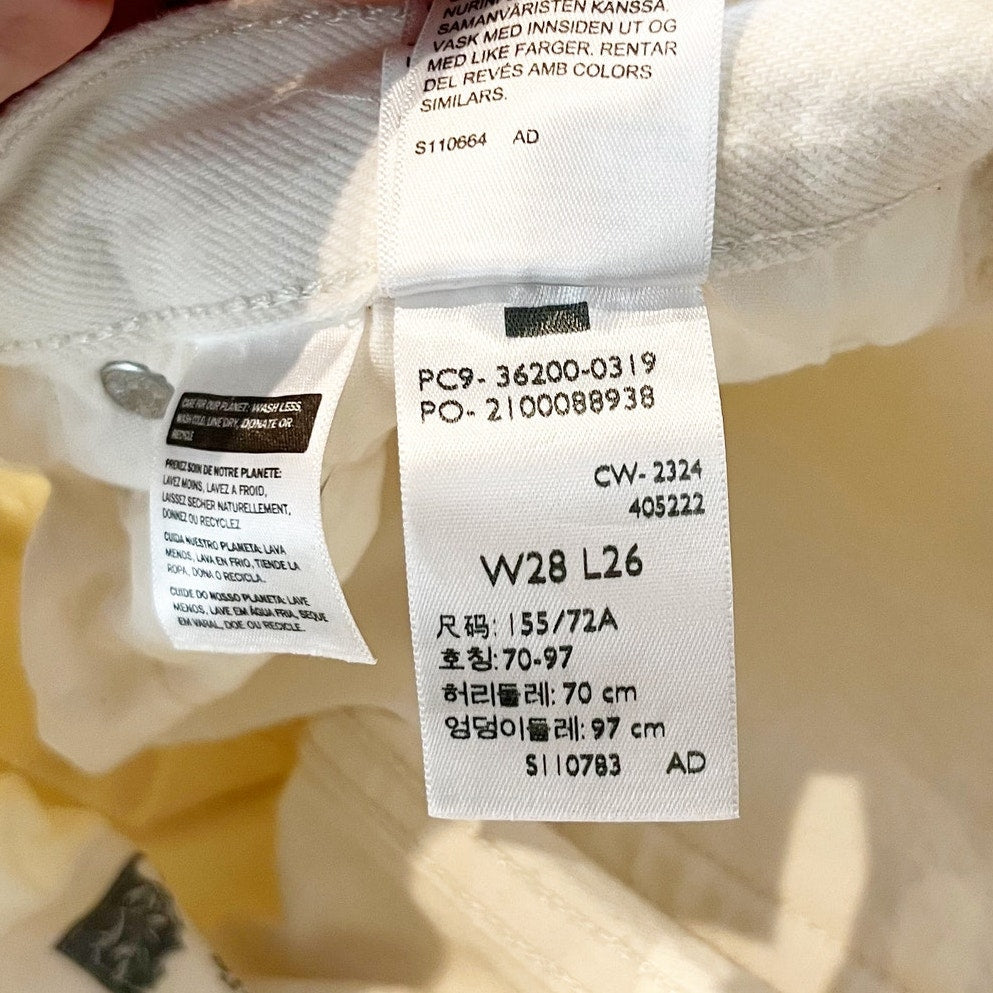 SAMANVÄRISTEN KANSSA.
VASK MED INNSIDEN UT OG
MED LIKE FARGER. RENTAR
DEL REVÉS AMB COLORS
SIMILARS.
S110664 AD
PC9- 36200-0319
PO- 2100088938
CW- 2324
405222
W28 L26
尺码: 155/72A
호칭: 70-97
허리둘레: 70 cm
엉덩이둘레: 97 cm
S110783 AD
CARE FOR OUR PLANET: WASH LESS,
WASH COLD, LINE DRY, DONATE OR
RECYCLE
PRENEZ SOIN DE NOTRE PLANETE:
LAVEZ MOINS, LAVEZ A FROID,
LAISSEZ SECHER NATURELLEMENT,
DONNEZ OU RECYCLEZ
CUIDA NUESTRO PLANETA: LAVA
MENOS, LAVA EN FRIO, TIENDE LA
ROPA, DONA O RECICLA.
CUIDE DO NOSSO PLANETA: LAVE
MENOS, LAVE EM ÁGUA FRIA, SEQUE
EM VARAL, DOE OU RECICLE.